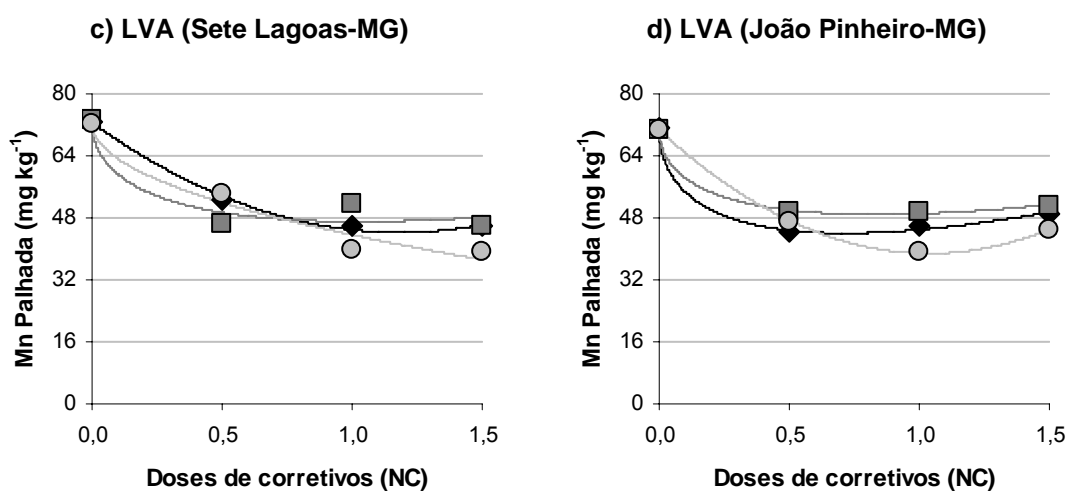 c) LVA (Sete Lagoas-MG)
Mn Palhada (mg kg⁻¹)
80
64
48
32
16
0
0,0 0,5 1,0 1,5
Doses de corretivos (NC)
d) LVA (João Pinheiro-MG)
Mn Palhada (mg kg⁻¹)
80
64
48
32
16
0
0,0 0,5 1,0 1,5
Doses de corretivos (NC)